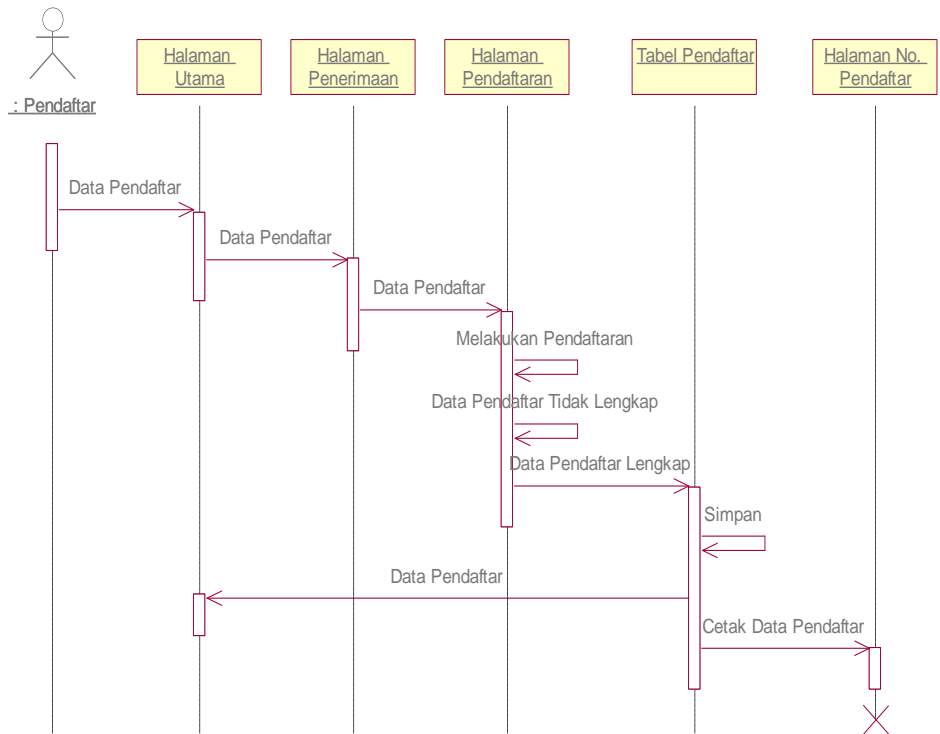 Halaman
Utama
Halaman
Penerimaan
Halaman
Pendaftaran
Tabel Pendaftar
Halaman No.
Pendaftar
: Pendaftar
Data Pendaftar
Data Pendaftar
Data Pendaftar
Melakukan Pendaftaran
Data Pendaftar Tidak Lengkap
Data Pendaftar Lengkap
Simpan
Data Pendaftar
Cetak Data Pendaftar